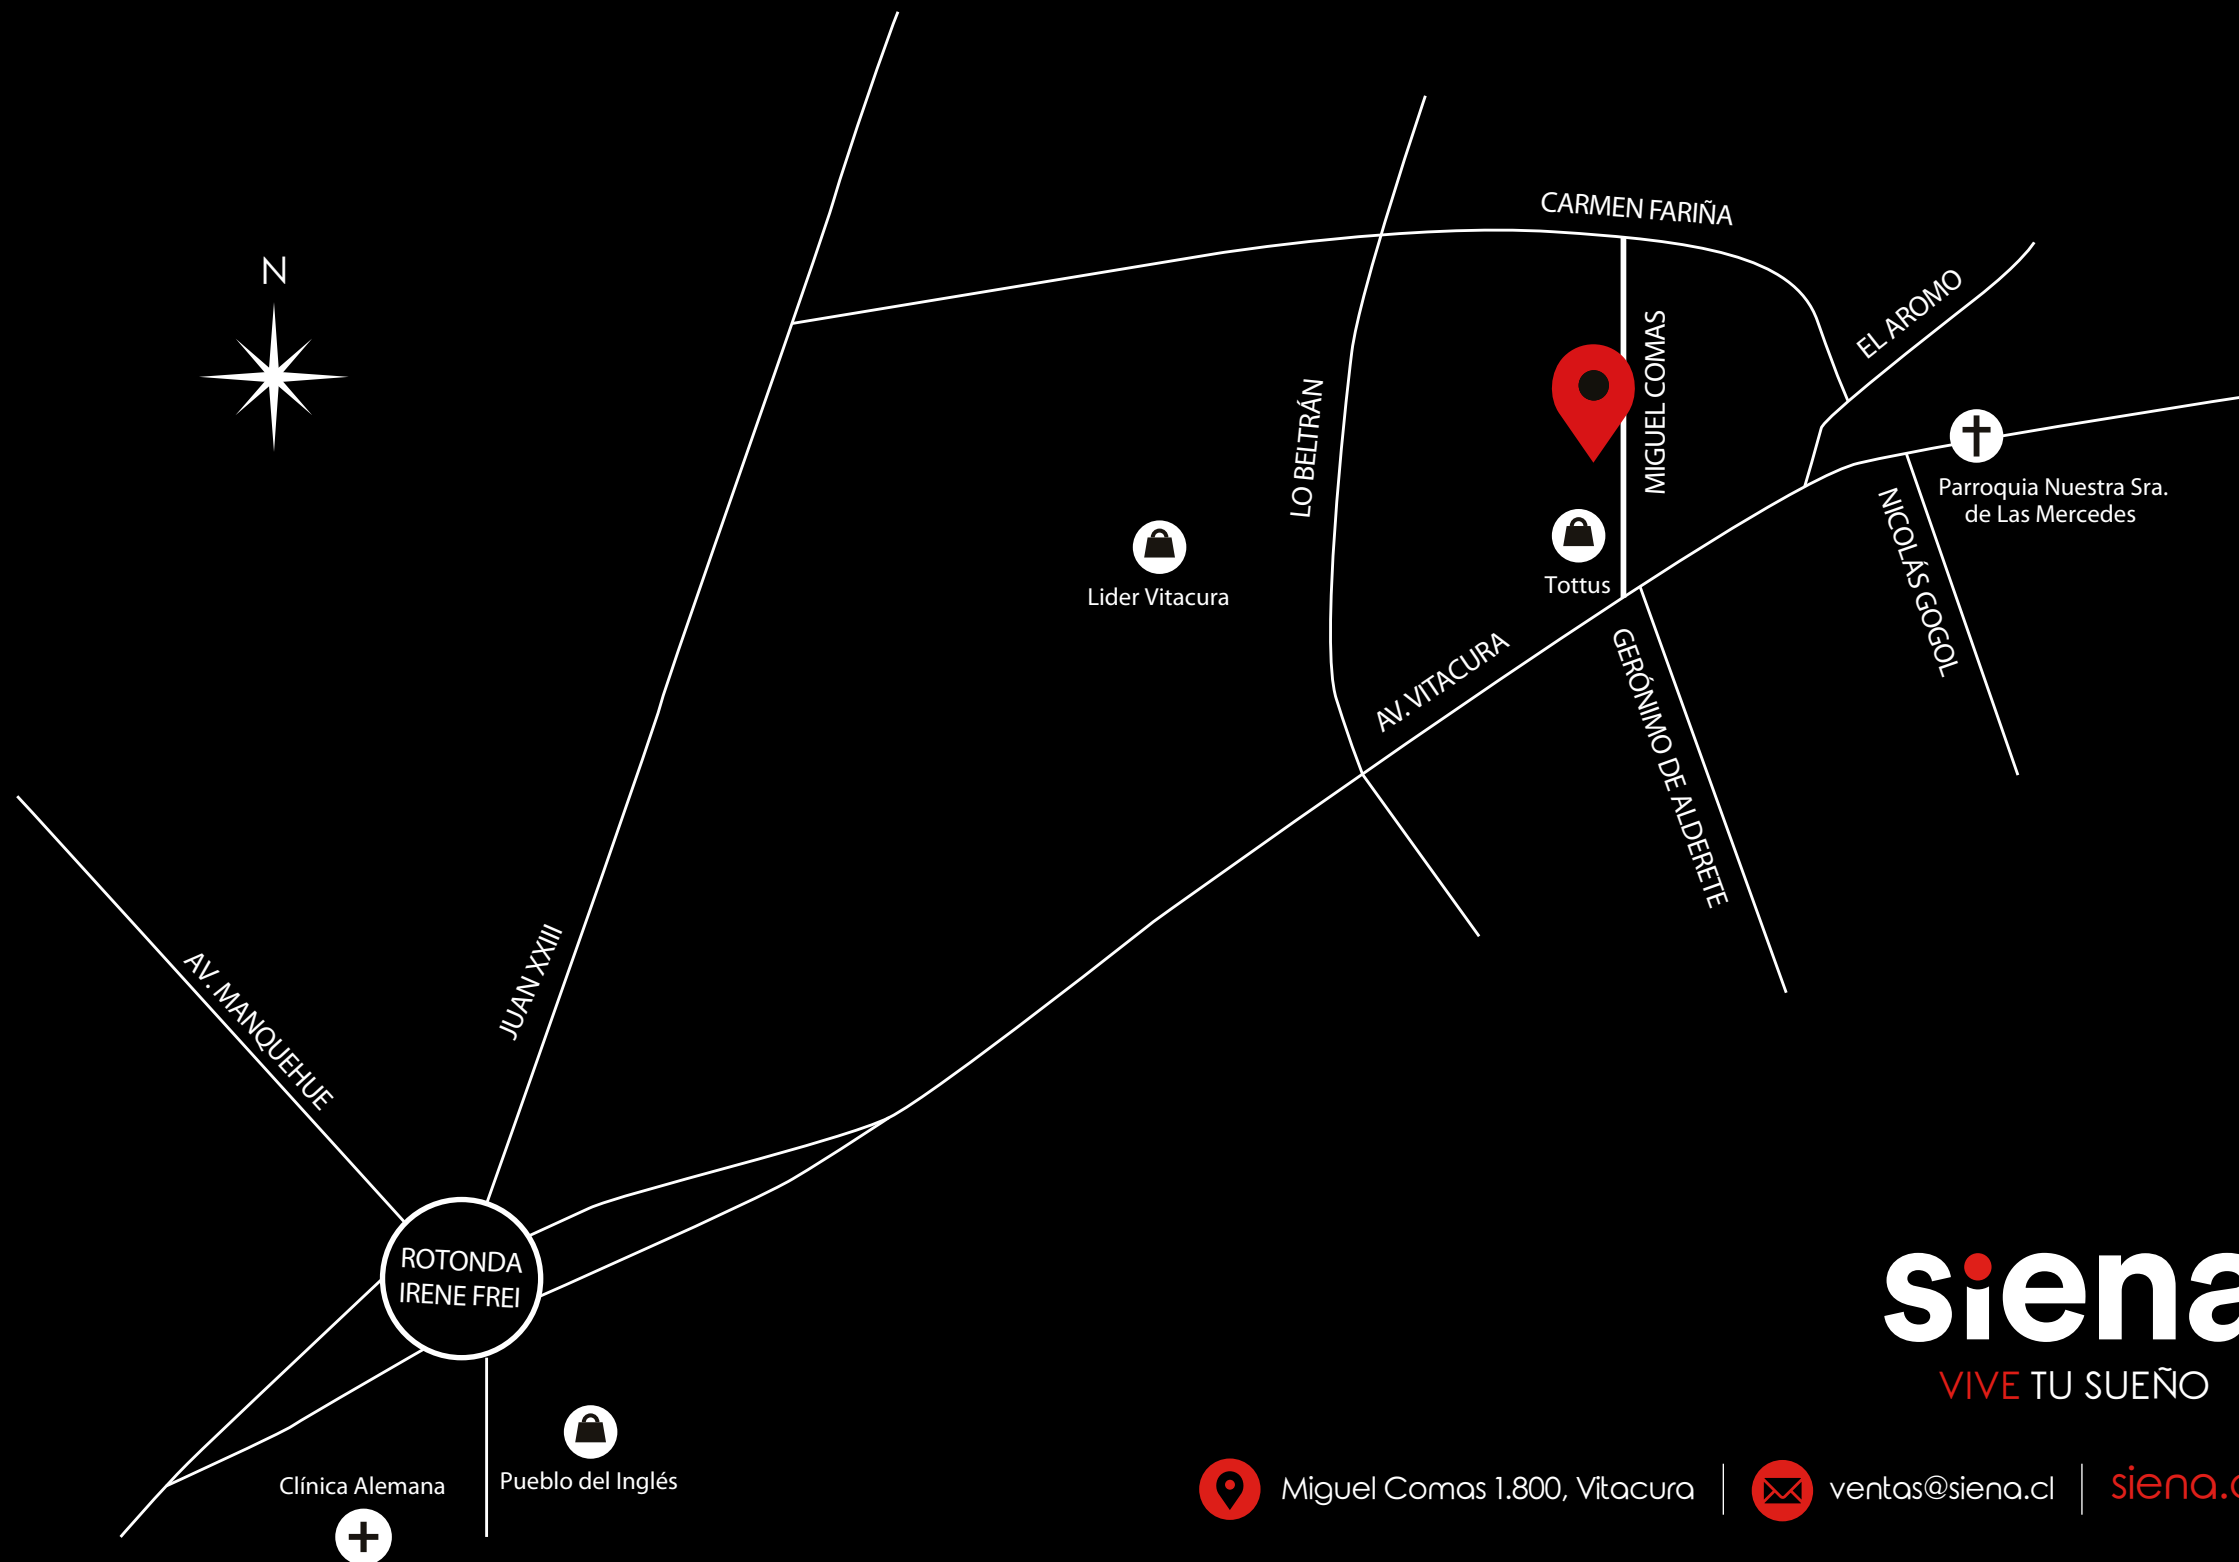 CARMEN FARIÑA
N
EL AROMO
MIGUEL COMAS
LO BELTRÁN
Parroquia Nuestra Sra.
de Las Mercedes
NICOLÁS GOGOL
Tottus
Lider Vitacura
AV. VITACURA
GERÓNIMO DE ALDERETE
JUAN XXIII
AV. MANQUEHUE
ROTONDA
IRENE FREI
siena
VIVE TU SUEÑO
Clínica Alemana
Pueblo del Inglés
Miguel Comas 1.800, Vitacura
ventas@siena.cl
siena.c